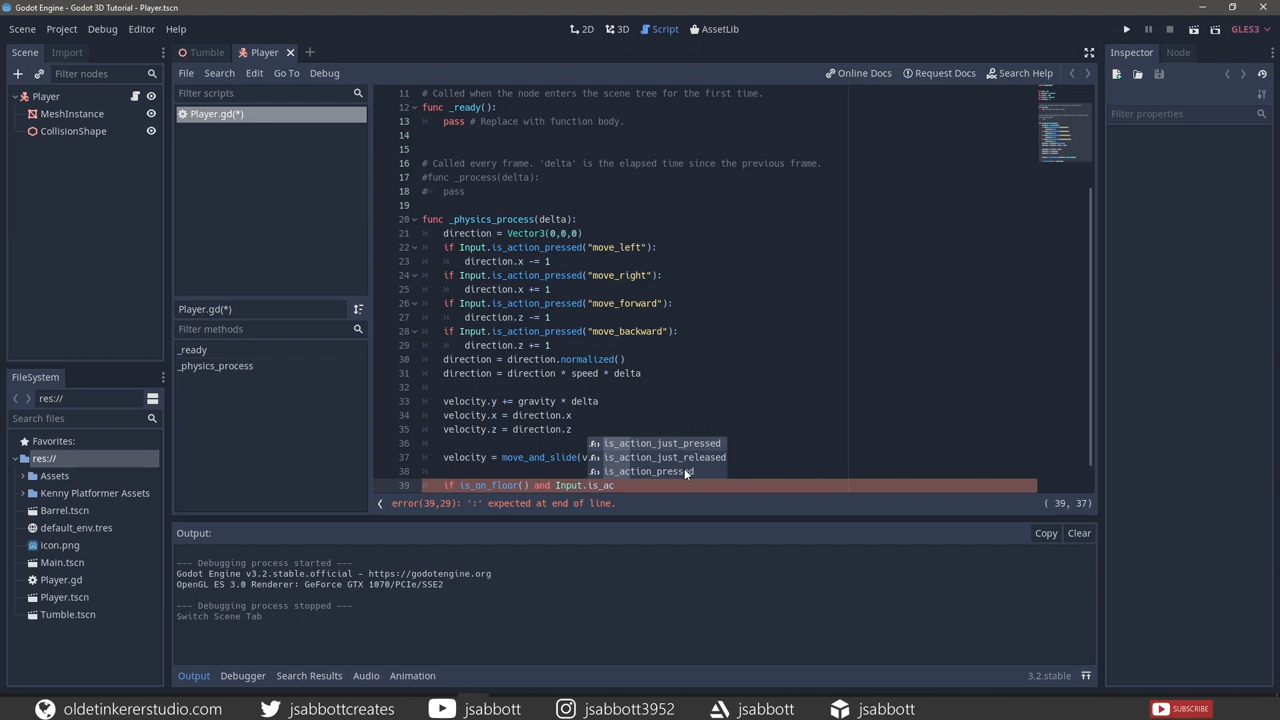 Godot Engine - Godot 3D Tutorial - Player.tscn
Scene Project Debug Editor Help
2D 3D Script AssetLib
GLES3
Scene Import
Tumble Player
Inspector Node
Filter nodes
File Search Edit Go To Debug
Online Docs Request Docs Search Help
Filter scripts
Player.gd(*)
Filter properties
Player
MeshInstance
CollisionShape
11 # Called when the node enters the scene tree for the first time.
12 func _ready():
13 pass # Replace with function body.
14
15
16 # Called every frame. 'delta' is the elapsed time since the previous frame.
17 #func _process(delta):
18 # pass
19
20 func _physics_process(delta):
21 direction = Vector3(0,0,0)
22 if Input.is_action_pressed("move_left"):
23 direction.x -= 1
24 if Input.is_action_pressed("move_right"):
25 direction.x += 1
26 if Input.is_action_pressed("move_forward"):
27 direction.z -= 1
28 if Input.is_action_pressed("move_backward"):
29 direction.z += 1
30 direction = direction.normalized()
31 direction = direction * speed * delta
32
33 velocity.y += gravity * delta
34 velocity.x = direction.x
35 velocity.z = direction.z
36
37 velocity = move_and_slide(v
38
39 if is_on_floor() and Input.is_ac
is_action_just_pressed
is_action_just_released
is_action_pressed
error(39,29): ':' expected at end of line.
( 39, 37)
Player.gd(*)
Filter methods
_ready
_physics_process
FileSystem
res://
Search files
Favorites:
res://
Assets
Kenny Platformer Assets
Barrel.tscn
default_env.tres
icon.png
Main.tscn
Player.gd
Player.tscn
Tumble.tscn
Output:
Copy Clear
--- Debugging process started ---
Godot Engine v3.2.stable.official - https://godotengine.org
OpenGL ES 3.0 Renderer: GeForce GTX 1070/PCIe/SSE2
--- Debugging process stopped ---
Switch Scene Tab
Output Debugger Search Results Audio Animation
3.2.stable
oldetinkererstudio.com jsabbottcreates jsabbott jsabbott3952 jsabbott jsabbott
SUBSCRIBE